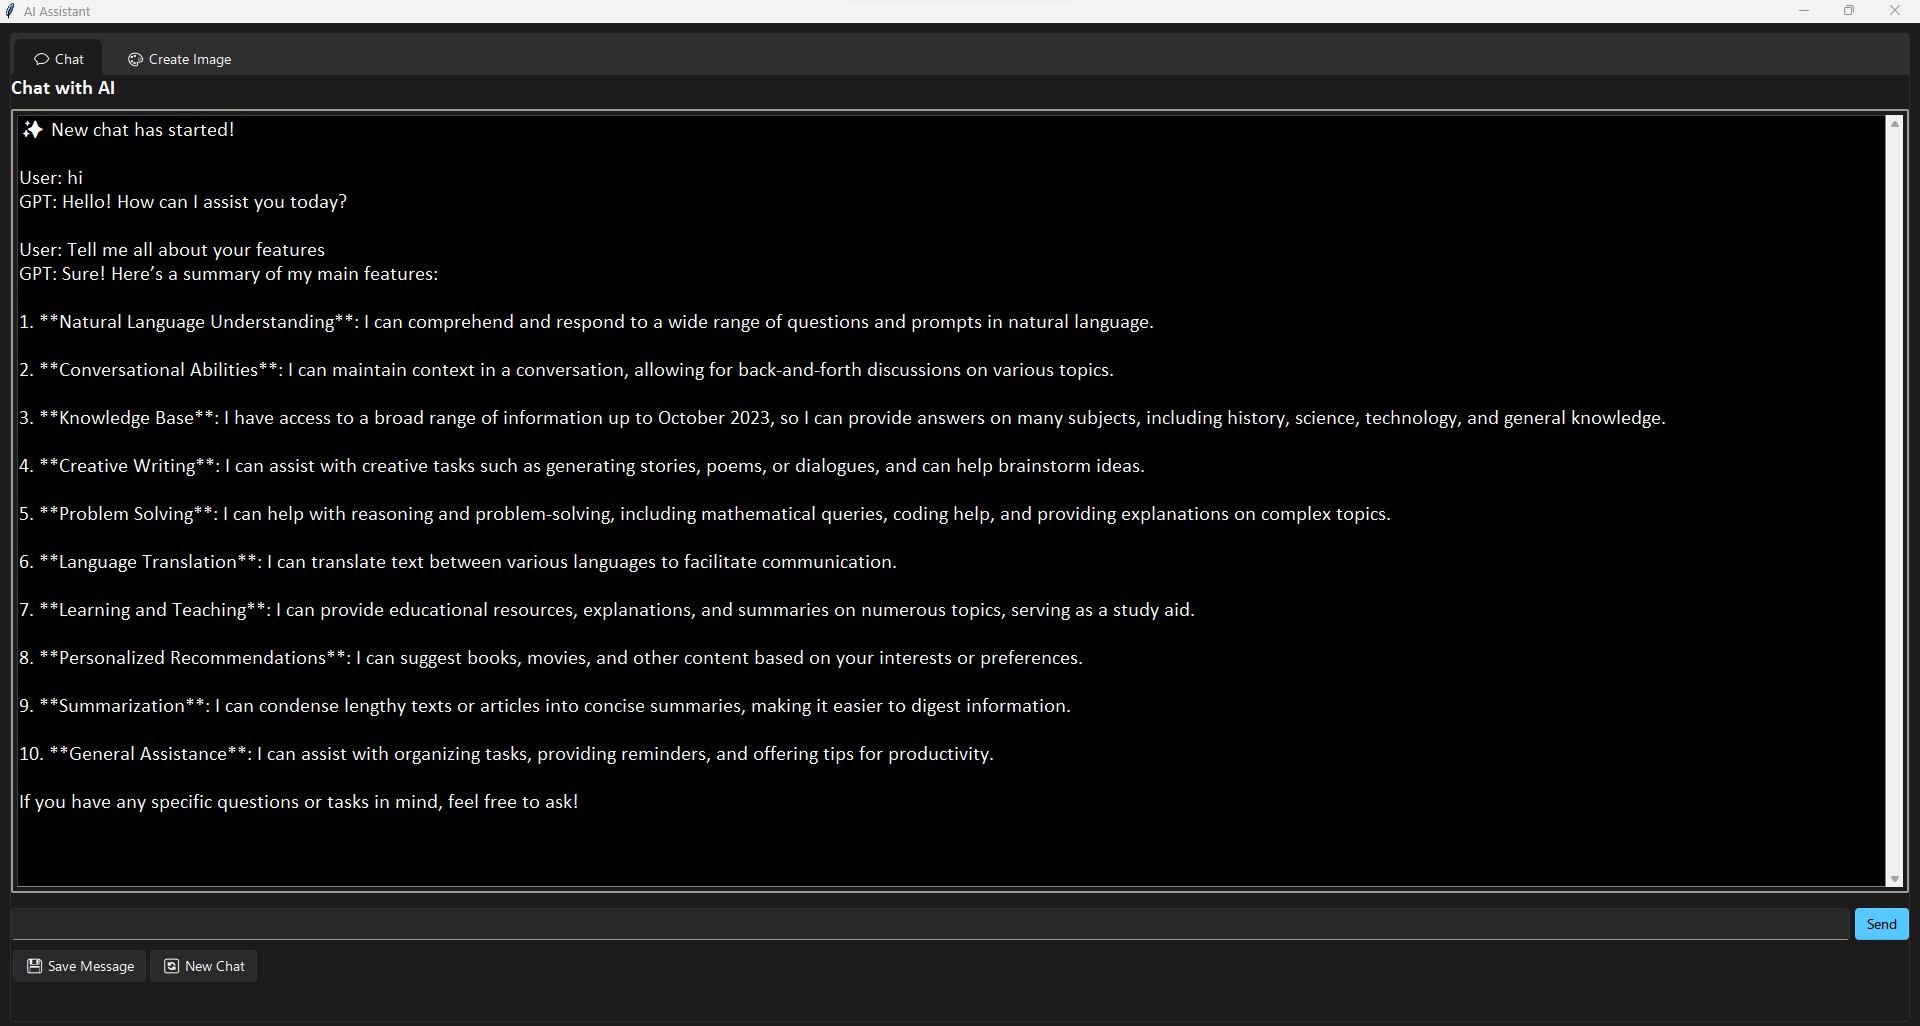 AI Assistant
Chat
Create Image
Chat with AI
✨ New chat has started!
User: hi
GPT: Hello! How can I assist you today?
User: Tell me all about your features
GPT: Sure! Here’s a summary of my main features:
1. **Natural Language Understanding**: I can comprehend and respond to a wide range of questions and prompts in natural language.
2. **Conversational Abilities**: I can maintain context in a conversation, allowing for back-and-forth discussions on various topics.
3. **Knowledge Base**: I have access to a broad range of information up to October 2023, so I can provide answers on many subjects, including history, science, technology, and general knowledge.
4. **Creative Writing**: I can assist with creative tasks such as generating stories, poems, or dialogues, and can help brainstorm ideas.
5. **Problem Solving**: I can help with reasoning and problem-solving, including mathematical queries, coding help, and providing explanations on complex topics.
6. **Language Translation**: I can translate text between various languages to facilitate communication.
7. **Learning and Teaching**: I can provide educational resources, explanations, and summaries on numerous topics, serving as a study aid.
8. **Personalized Recommendations**: I can suggest books, movies, and other content based on your interests or preferences.
9. **Summarization**: I can condense lengthy texts or articles into concise summaries, making it easier to digest information.
10. **General Assistance**: I can assist with organizing tasks, providing reminders, and offering tips for productivity.
If you have any specific questions or tasks in mind, feel free to ask!
Send
Save Message
New Chat